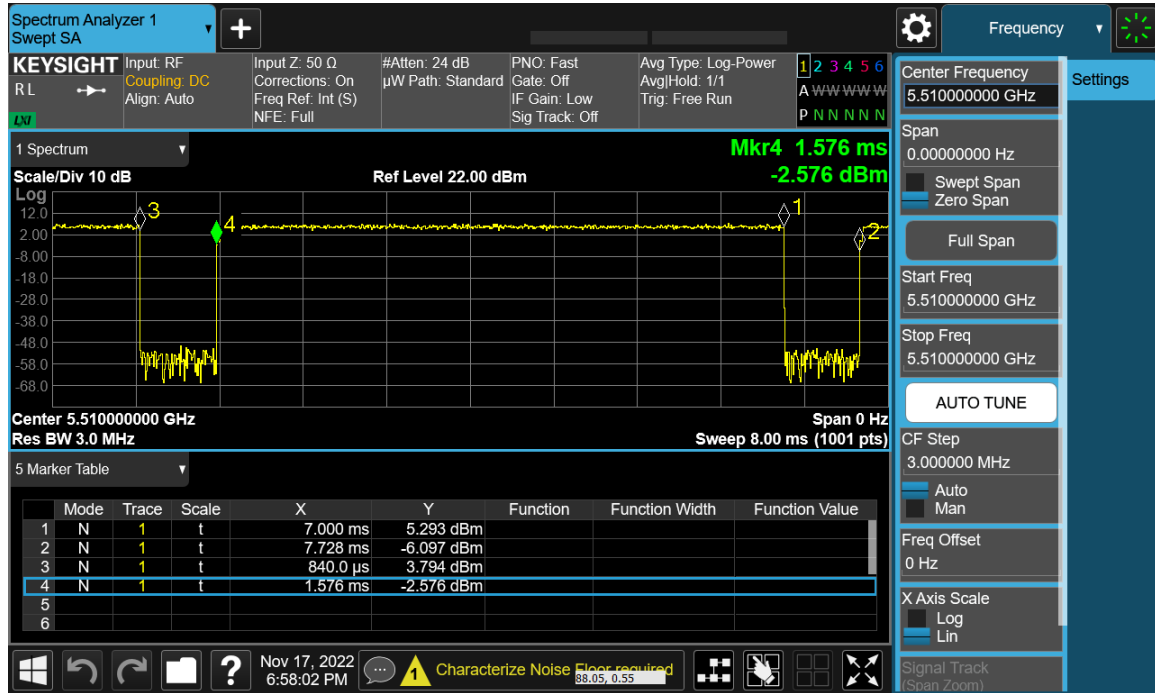 Spectrum Analyzer 1
Swept SA
Frequency
KEYSIGHT
R L
LXI
Input: RF
Coupling: DC
Align: Auto
Input Z: 50 Ω
Corrections: On
Freq Ref: Int (S)
NFE: Full
#Atten: 24 dB
µW Path: Standard
PNO: Fast
Gate: Off
IF Gain: Low
Sig Track: Off
Avg Type: Log-Power
Avg|Hold: 1/1
Trig: Free Run
1 2 3 4 5 6
A W W W W W
P N N N N N
Center Frequency
5.510000000 GHz
Settings
Span
0.00000000 Hz
Swept Span
Zero Span
Full Span
Start Freq
5.510000000 GHz
Stop Freq
5.510000000 GHz
AUTO TUNE
CF Step
3.000000 MHz
Auto
Man
Freq Offset
0 Hz
X Axis Scale
Log
Lin
Signal Track
(Span Zoom)
1 Spectrum
Mkr4 1.576 ms
-2.576 dBm
Scale/Div 10 dB
Ref Level 22.00 dBm
Log
12.0
2.00
-8.00
-18.0
-28.0
-38.0
-48.0
-58.0
-68.0
3
4
1
2
Center 5.510000000 GHz
Span 0 Hz
Res BW 3.0 MHz
Sweep 8.00 ms (1001 pts)
5 Marker Table
Mode Trace Scale X Y Function Function Width Function Value
1 N 1 t 7.000 ms 5.293 dBm
2 N 1 t 7.728 ms -6.097 dBm
3 N 1 t 840.0 µs 3.794 dBm
4 N 1 t 1.576 ms -2.576 dBm
5
6
?
Nov 17, 2022
6:58:02 PM
1
Characterize Noise Floor required
88.05, 0.55